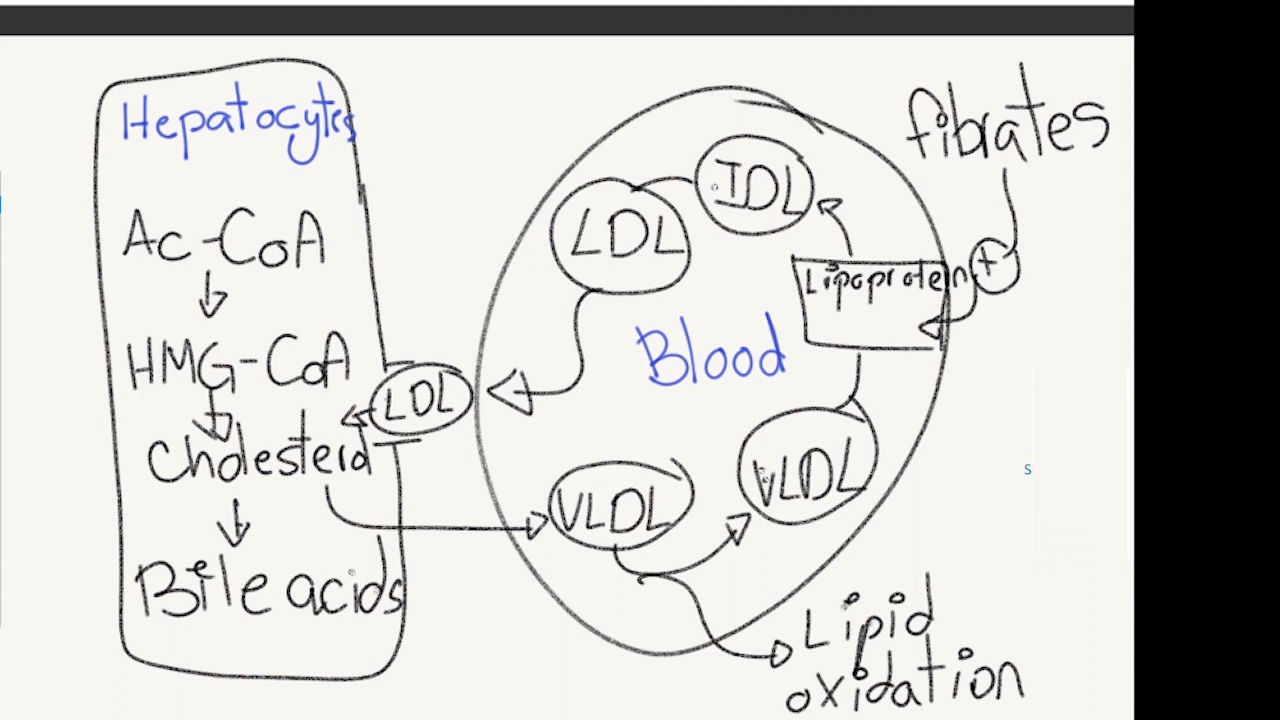 Hepatocytes
Ac-CoA
HMG-CoA
Cholesterol
Bile acids
LDL
Blood
LDL
IDL
Lipoprotein
VLDL
VLDL
fibrates
+
Lipid
oxidation
s